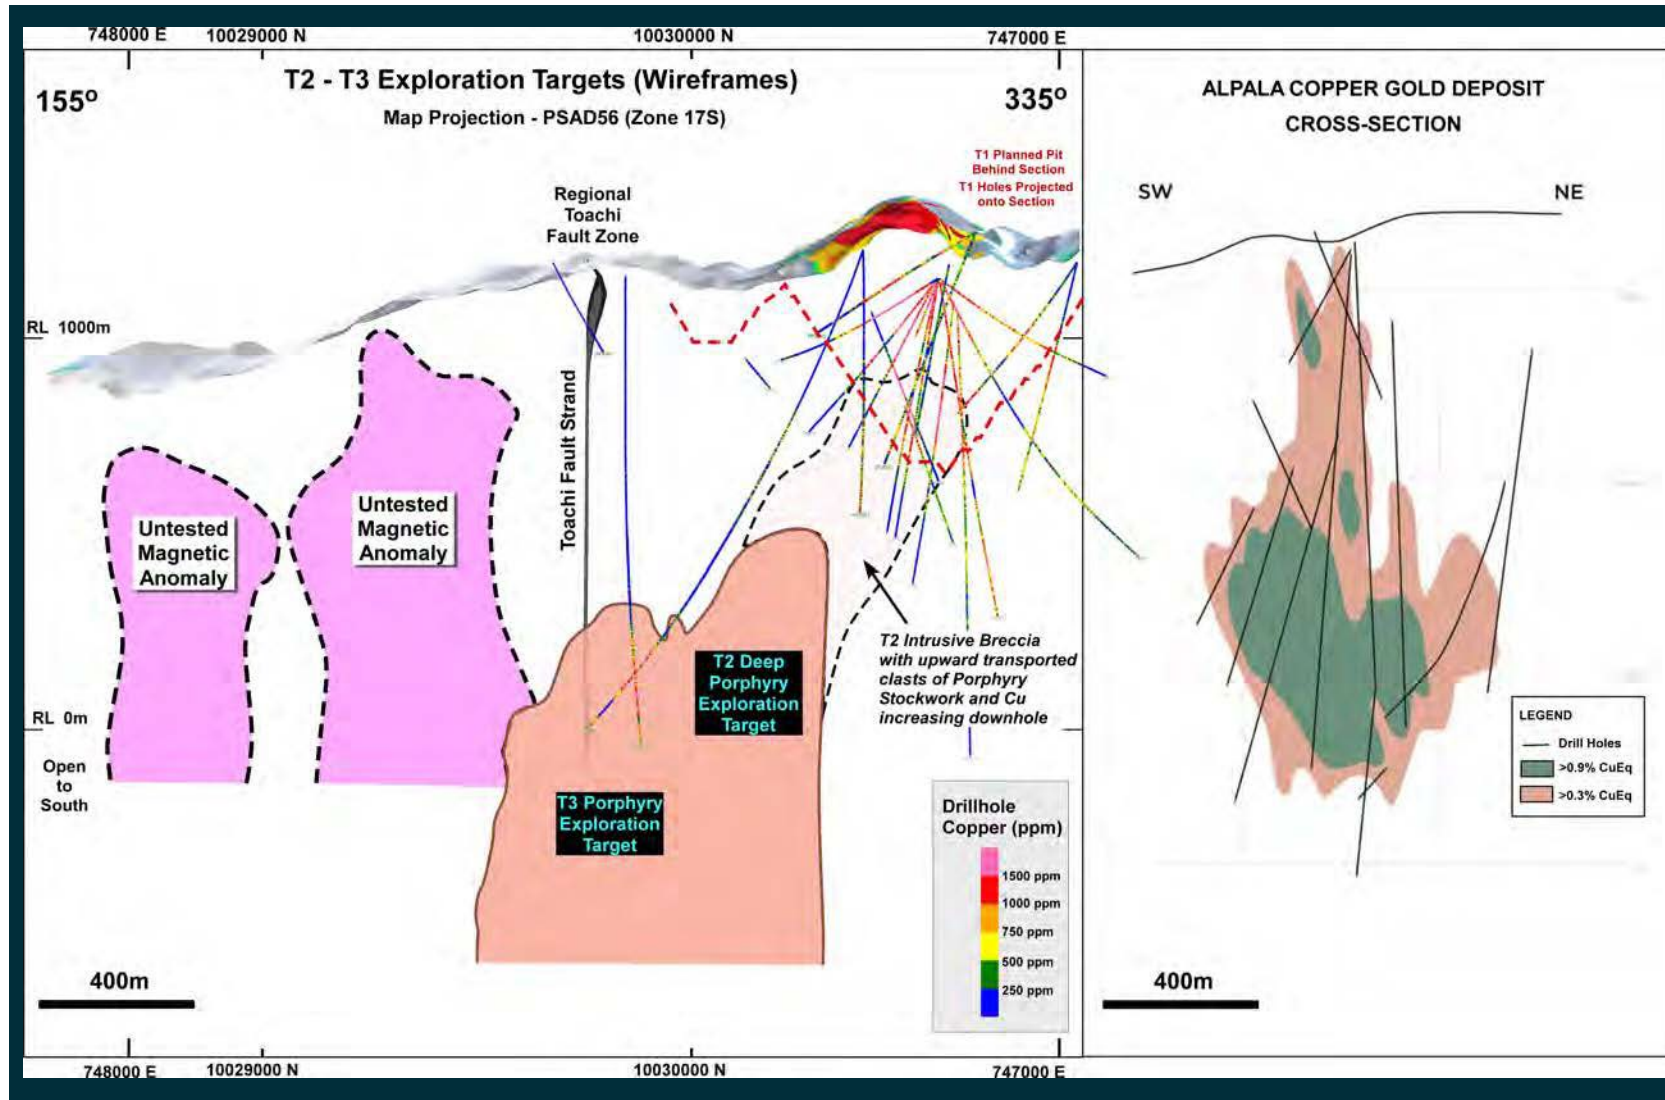 748000 E 10029000 N 10030000 N 747000 E
T2 - T3 Exploration Targets (Wireframes)
Map Projection - PSAD56 (Zone 17S)
155º
335º
T1 Planned Pit
Behind Section
T1 Holes Projected
onto Section
Regional
Toachi
Fault Zone
RL 1000m
Toachi Fault Strand
Untested
Magnetic
Anomaly
Untested
Magnetic
Anomaly
T2 Intrusive Breccia
with upward transported
clasts of Porphyry
Stockwork and Cu
increasing downhole
T2 Deep
Porphyry
Exploration
Target
RL 0m
Open
to
South
T3 Porphyry
Exploration
Target
Drillhole
Copper (ppm)
1500 ppm
1000 ppm
750 ppm
500 ppm
250 ppm
400m
748000 E 10029000 N 10030000 N 747000 E
ALPALA COPPER GOLD DEPOSIT
CROSS-SECTION
SW
NE
LEGEND
Drill Holes
>0.9% CuEq
>0.3% CuEq
400m